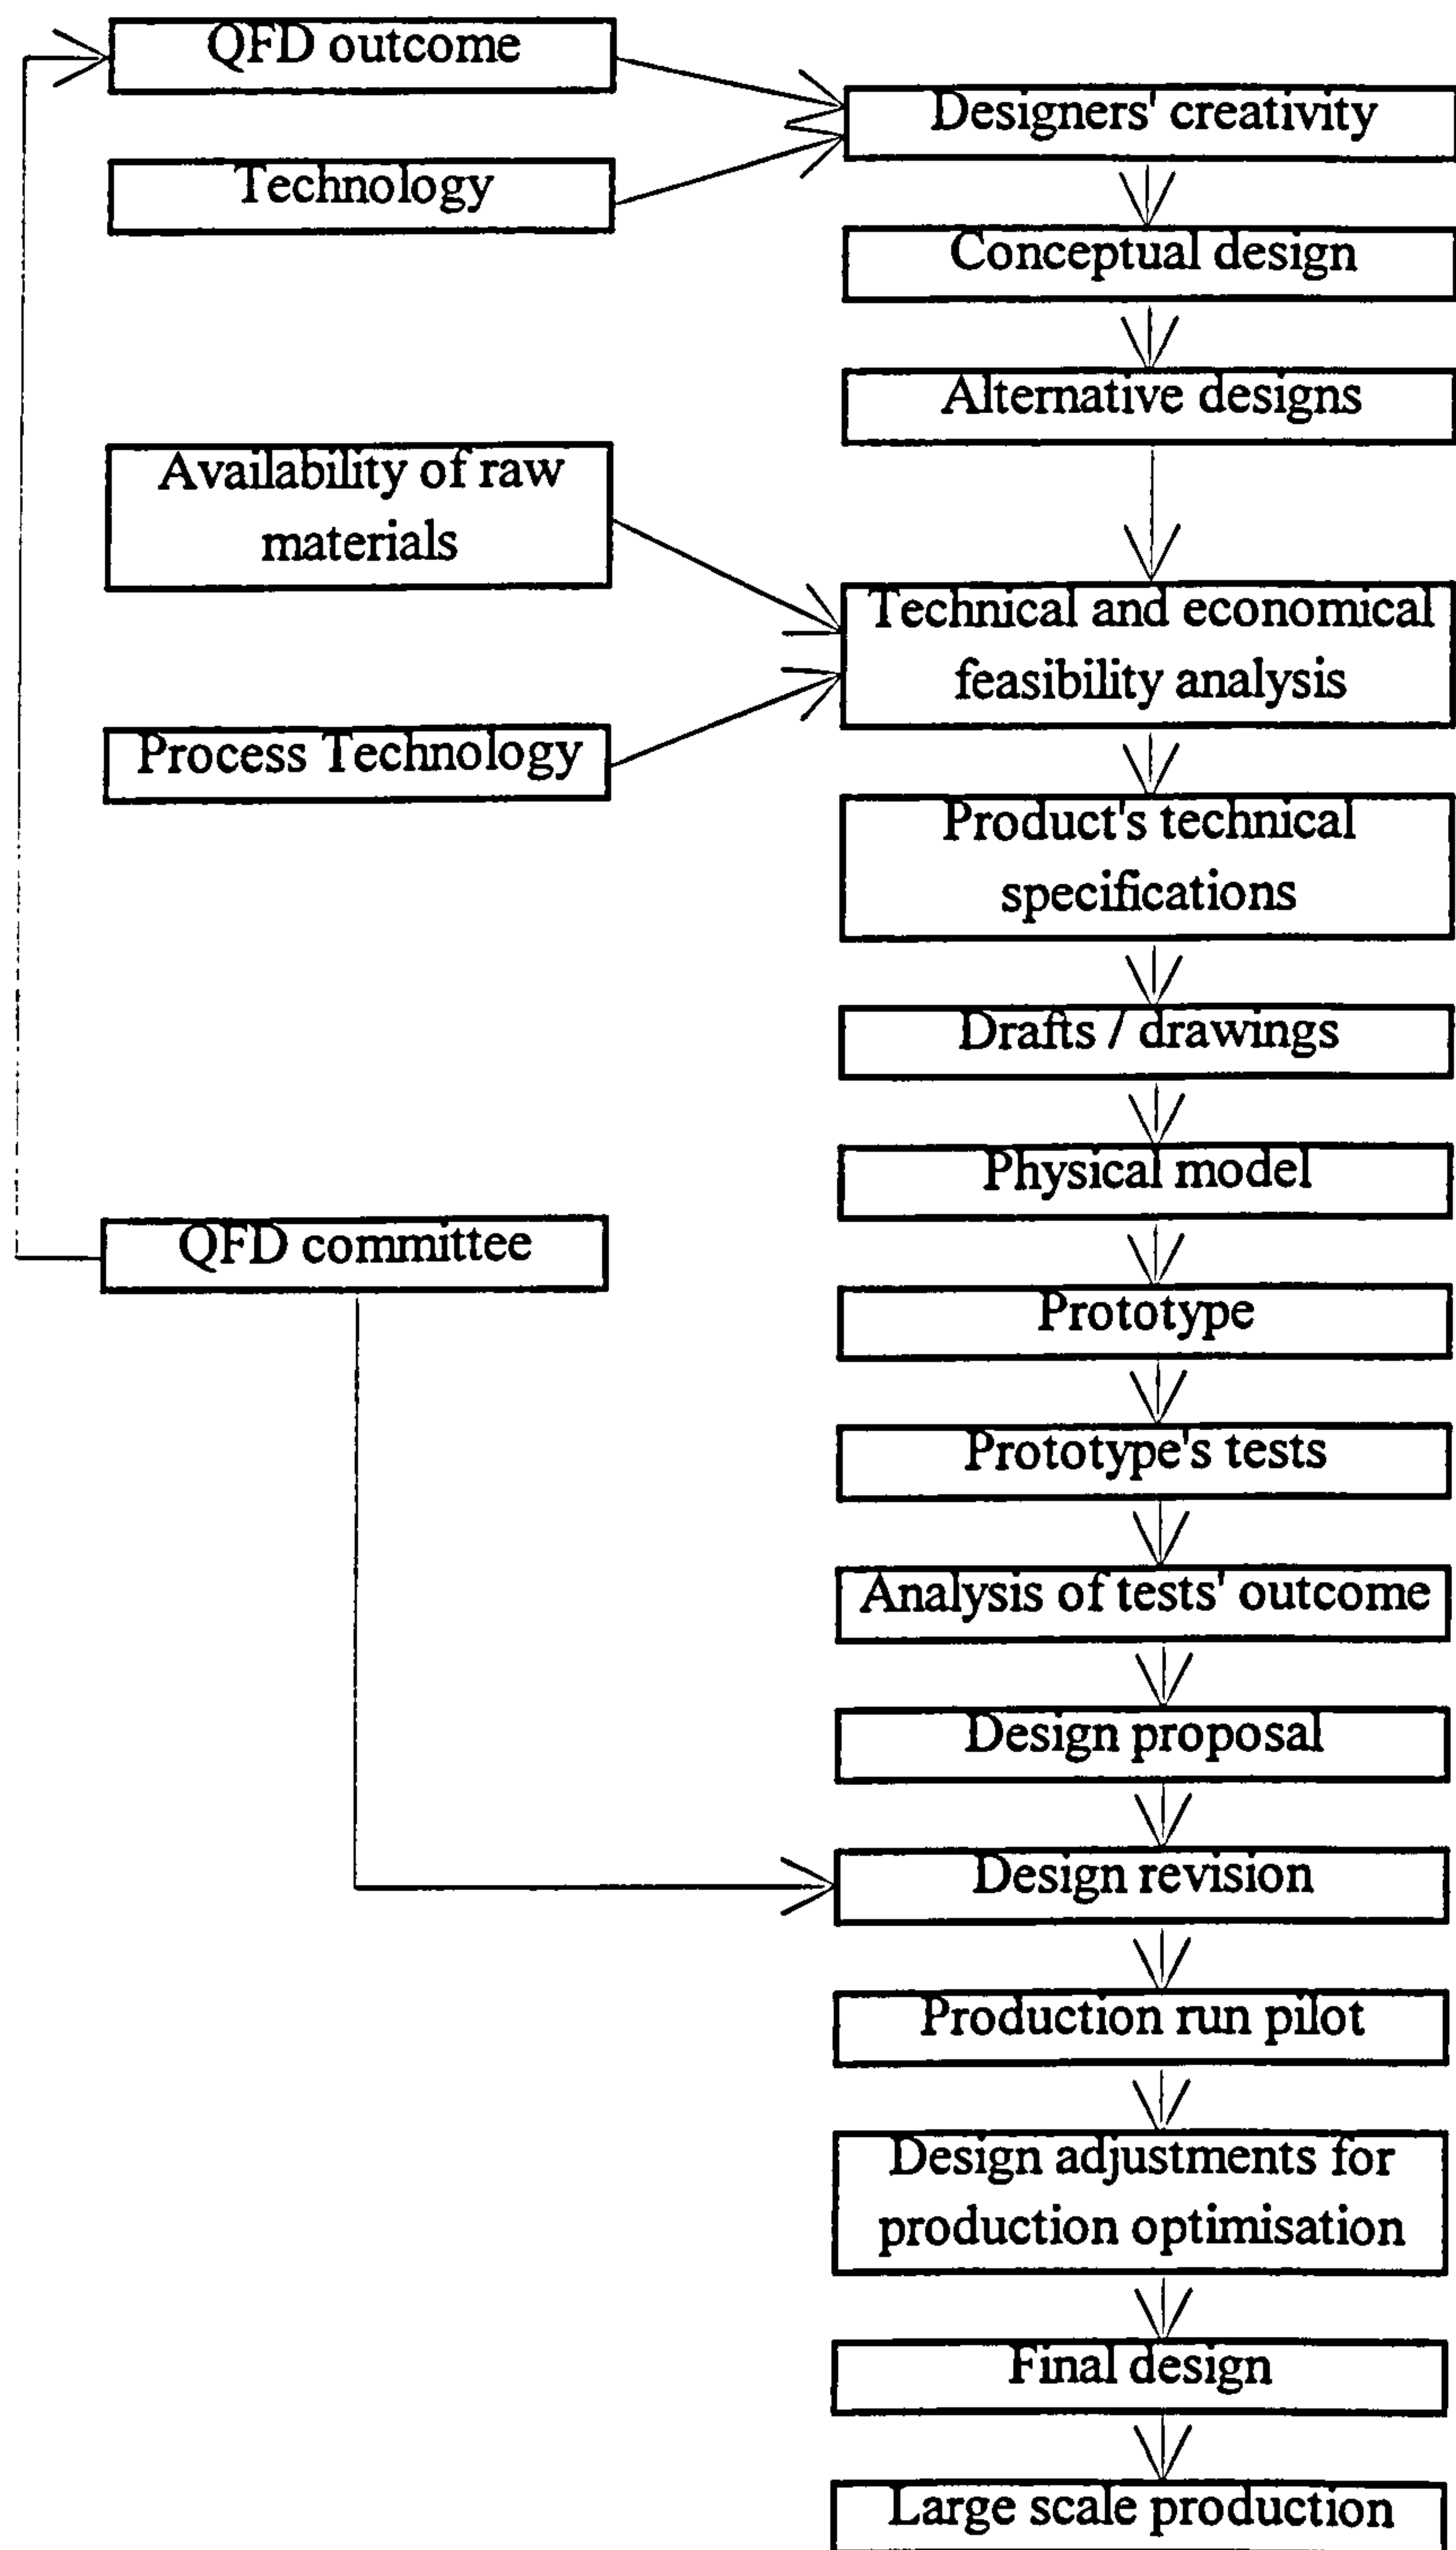 QFD outcome
Designers' creativity
Technology
Conceptual design
Alternative designs
Availability of raw
materials
Technical and economical
feasibility analysis
Process Technology
Product's technical
specifications
Drafts / drawings
Physical model
QFD committee
Prototype
Prototype's tests
Analysis of tests' outcome
Design proposal
Design revision
Production run pilot
Design adjustments for
production optimisation
Final design
Large scale production